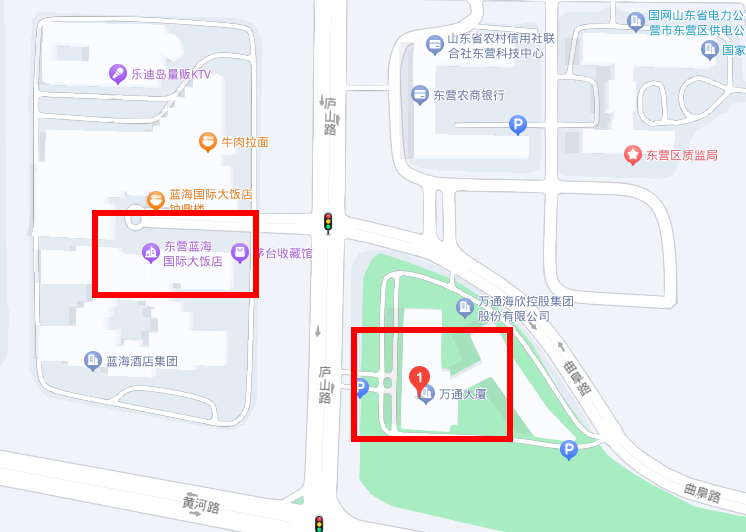 国网山东省电力公
营市东营区供电公
山东省农村信用社联
合社东营科技中心
国家
乐迪岛量贩KTV
东营农商银行
庐山路
P
牛肉拉面
东营区质监局
蓝海国际大饭店
钟鼎楼
东营蓝海
国际大饭店
茅台收藏馆
万通海欣控股集团
股份有限公司
蓝海酒店集团
庐山路
曲阜路
1
P
万通大厦
P
曲阜路
黄河路